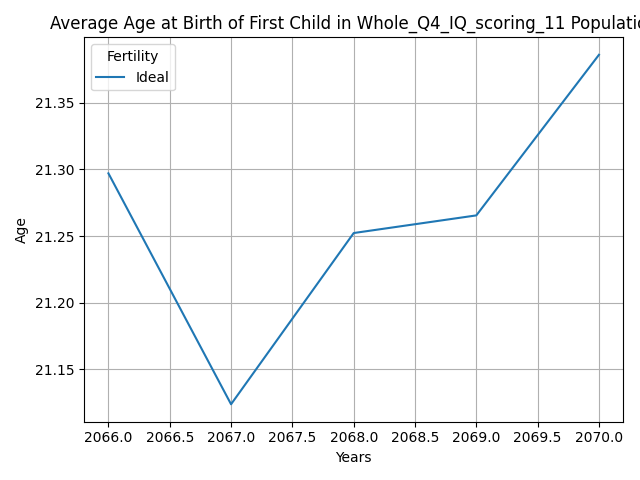 Average Age at Birth of First Child in Whole_Q4_IQ_scoring_11 Populatio
Fertility
Ideal
21.35
21.30
21.25
21.20
21.15
Age
2066.0 2066.5 2067.0 2067.5 2068.0 2068.5 2069.0 2069.5 2070.0
Years